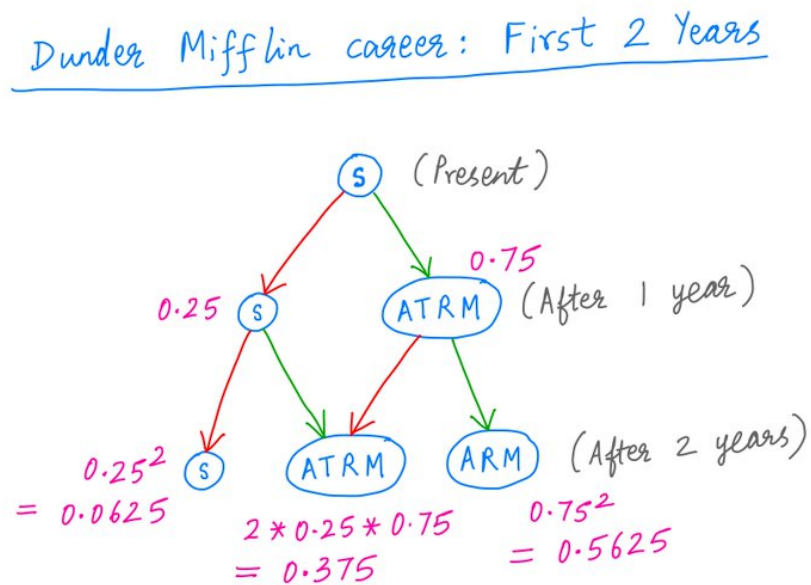 Dunder Mifflin career: First 2 Years
S (Present)
0.75
0.25 S ATRM (After 1 year)
S ATRM ARM (After 2 years)
0.25²
= 0.0625
2 * 0.25 * 0.75
= 0.375
0.75²
= 0.5625